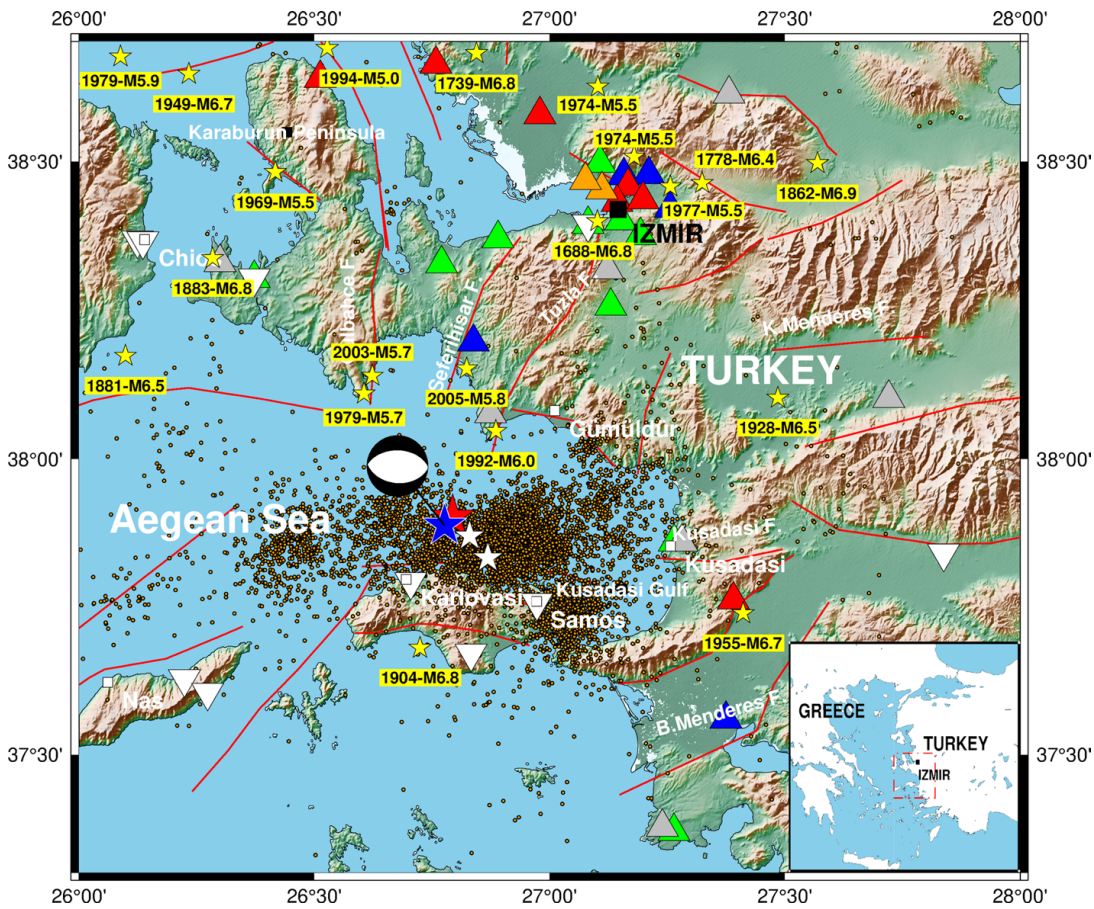 26°00' 26°30' 27°00' 27°30' 28°00'
1979-M5.9
1994-M5.0
1739-M6.8
1949-M6.7
1974-M5.5
Karaburun Peninsula
1974-M5.5
38°30'
38°30'
1778-M6.4
1862-M6.9
1969-M5.5
1977-M5.5
IZMIR
1688-M6.8
1883-M6.8
Tuzla F.
Seferihisar F.
K.Menderes F.
2003-M5.7
TURKEY
1881-M6.5
1979-M5.7
2005-M5.8
1928-M6.5
Gumuldur
1992-M6.0
38°00'
38°00'
Aegean Sea
Kusadasi F.
Kusadasi
Karlovasi
Kusadasi Gulf
Samos
1955-M6.7
1904-M6.8
Nas
B.Menderes F.
GREECE
TURKEY
IZMIR
37°30'
37°30'
26°00' 26°30' 27°00' 27°30' 28°00'